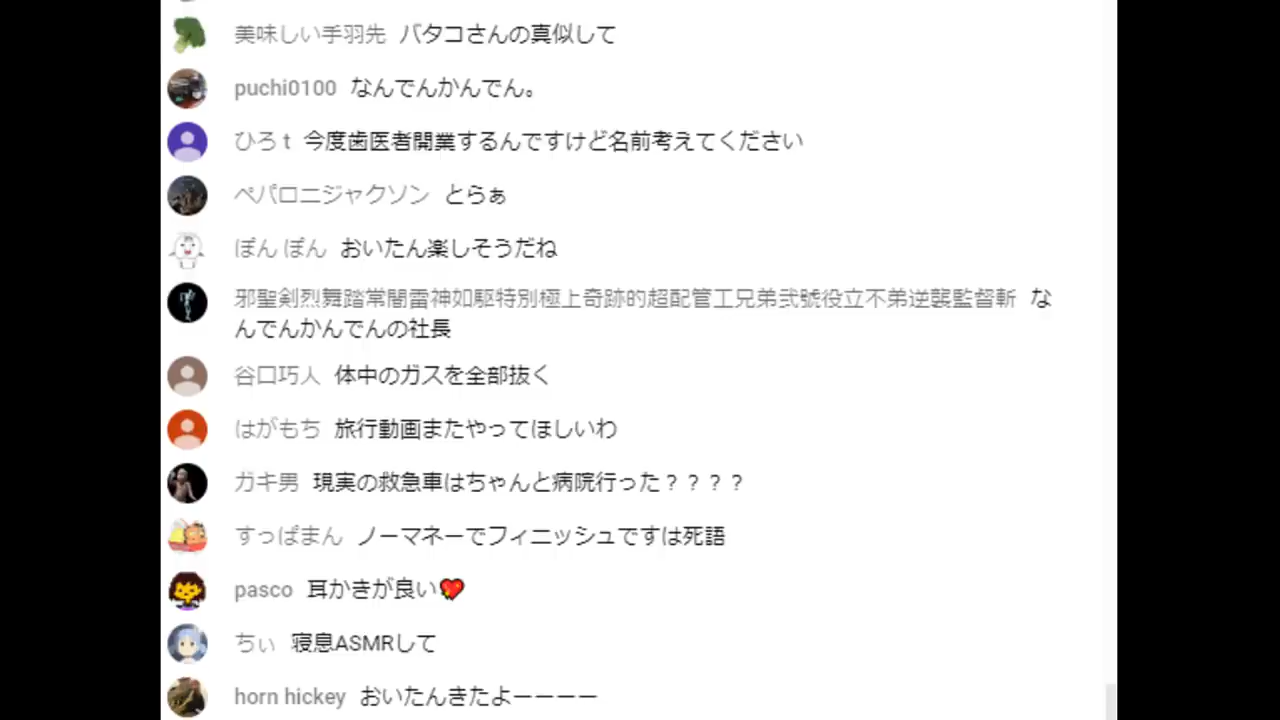 美味しい手羽先 バタコさんの真似して
puchi0100 なんでんかんでん。
ひろ t 今度歯医者開業するんですけど名前考えてください
ペパロニジャクソン とらぁ
ぽん ぽん おいたん楽しそうだね
邪聖剣烈舞踏常闇雷神如駆特別極上奇跡的超配管工兄弟弐號役立不弟逆襲監督斬 な
んでんかんでんの社長
谷口巧人 体中のガスを全部抜く
はがもち 旅行動画またやってほしいわ
ガキ男 現実の救急車はちゃんと病院行った？？？？
すっぱまん ノーマネーでフィニッシュですは死語
pasco 耳かきが良い💘
ちぃ 寝息ASMRして
horn hickey おいたんきたよーーーー